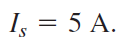 Iₛ = 5 A.